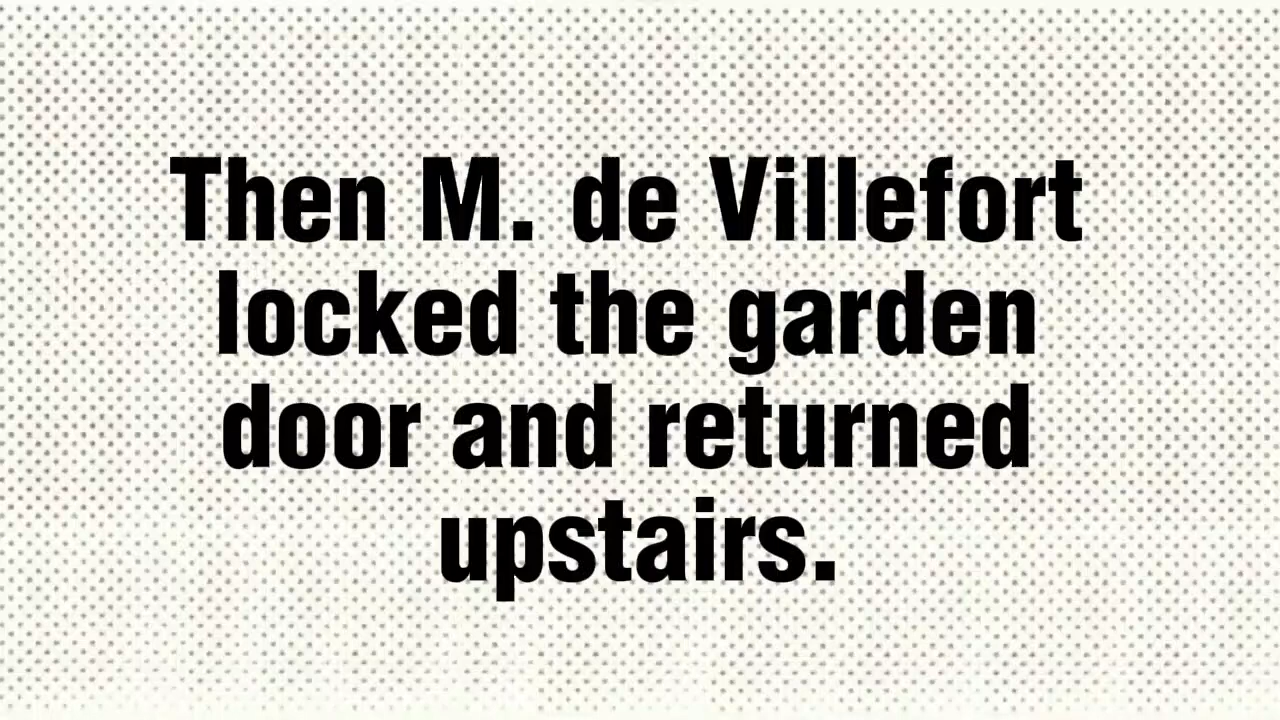 Then M. de Villefort
locked the garden
door and returned
upstairs.